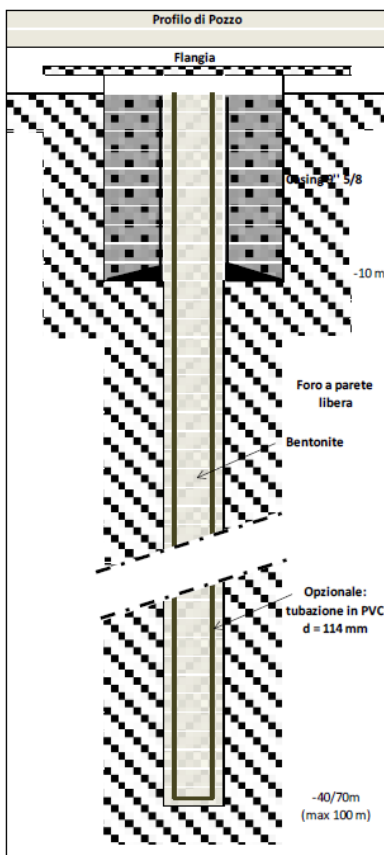 Profilo di Pozzo
Flangia
Casing 9'' 5/8
-10 m
Foro a parete
libera
Bentonite
Opzionale:
tubazione in PVC
d = 114 mm
-40/70m
(max 100 m)